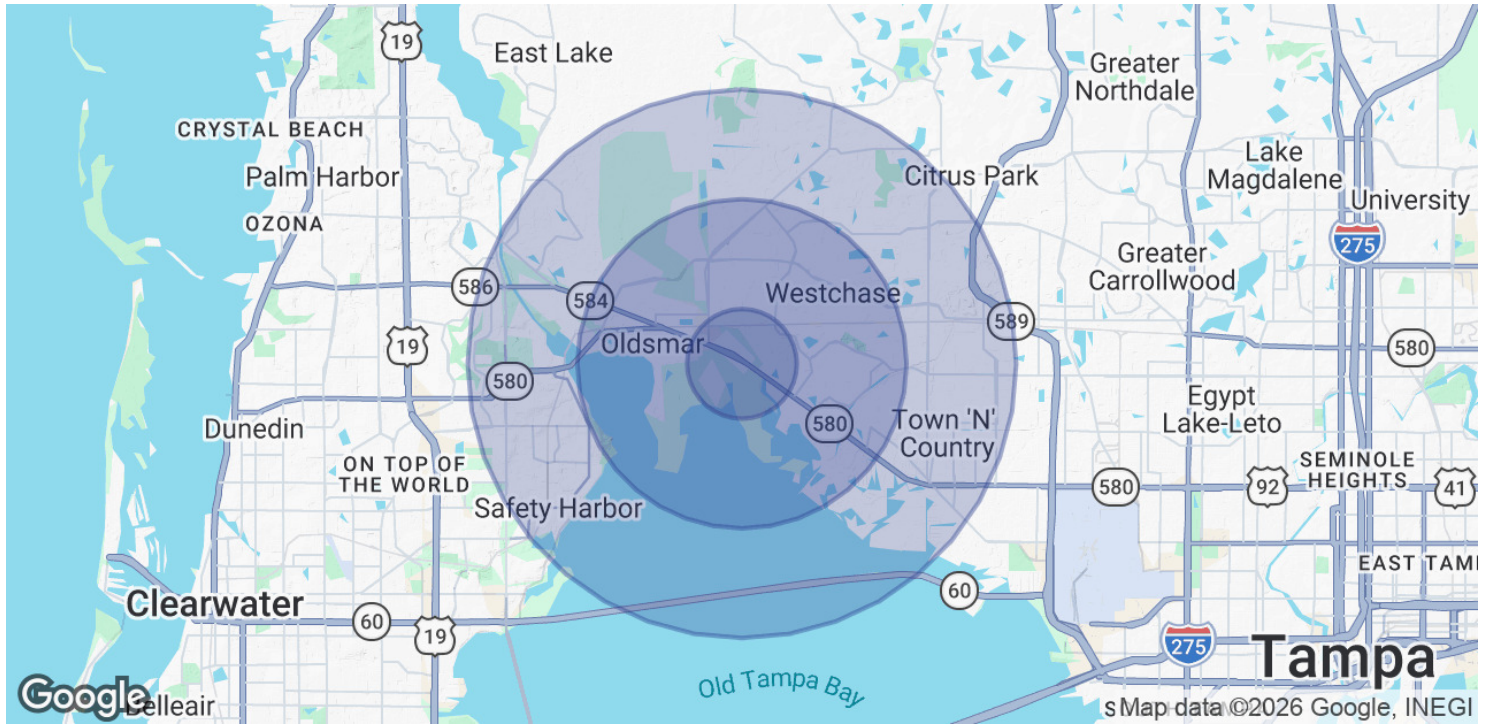 19
East Lake
Greater
Northdale
CRYSTAL BEACH
Palm Harbor
Citrus Park
Lake
Magdalene
University
OZONA
275
Greater
Carrollwood
586
584
Westchase
589
19
Oldsmar
580
580
Egypt
Lake-Leto
Dunedin
580
Town 'N'
Country
ON TOP OF
THE WORLD
SEMINOLE
HEIGHTS
580
92
41
Safety Harbor
EAST TAM
60
Clearwater
60
19
275
Tampa
Old Tampa Bay
Google
Belleair
Map data ©2026 Google, INEGI